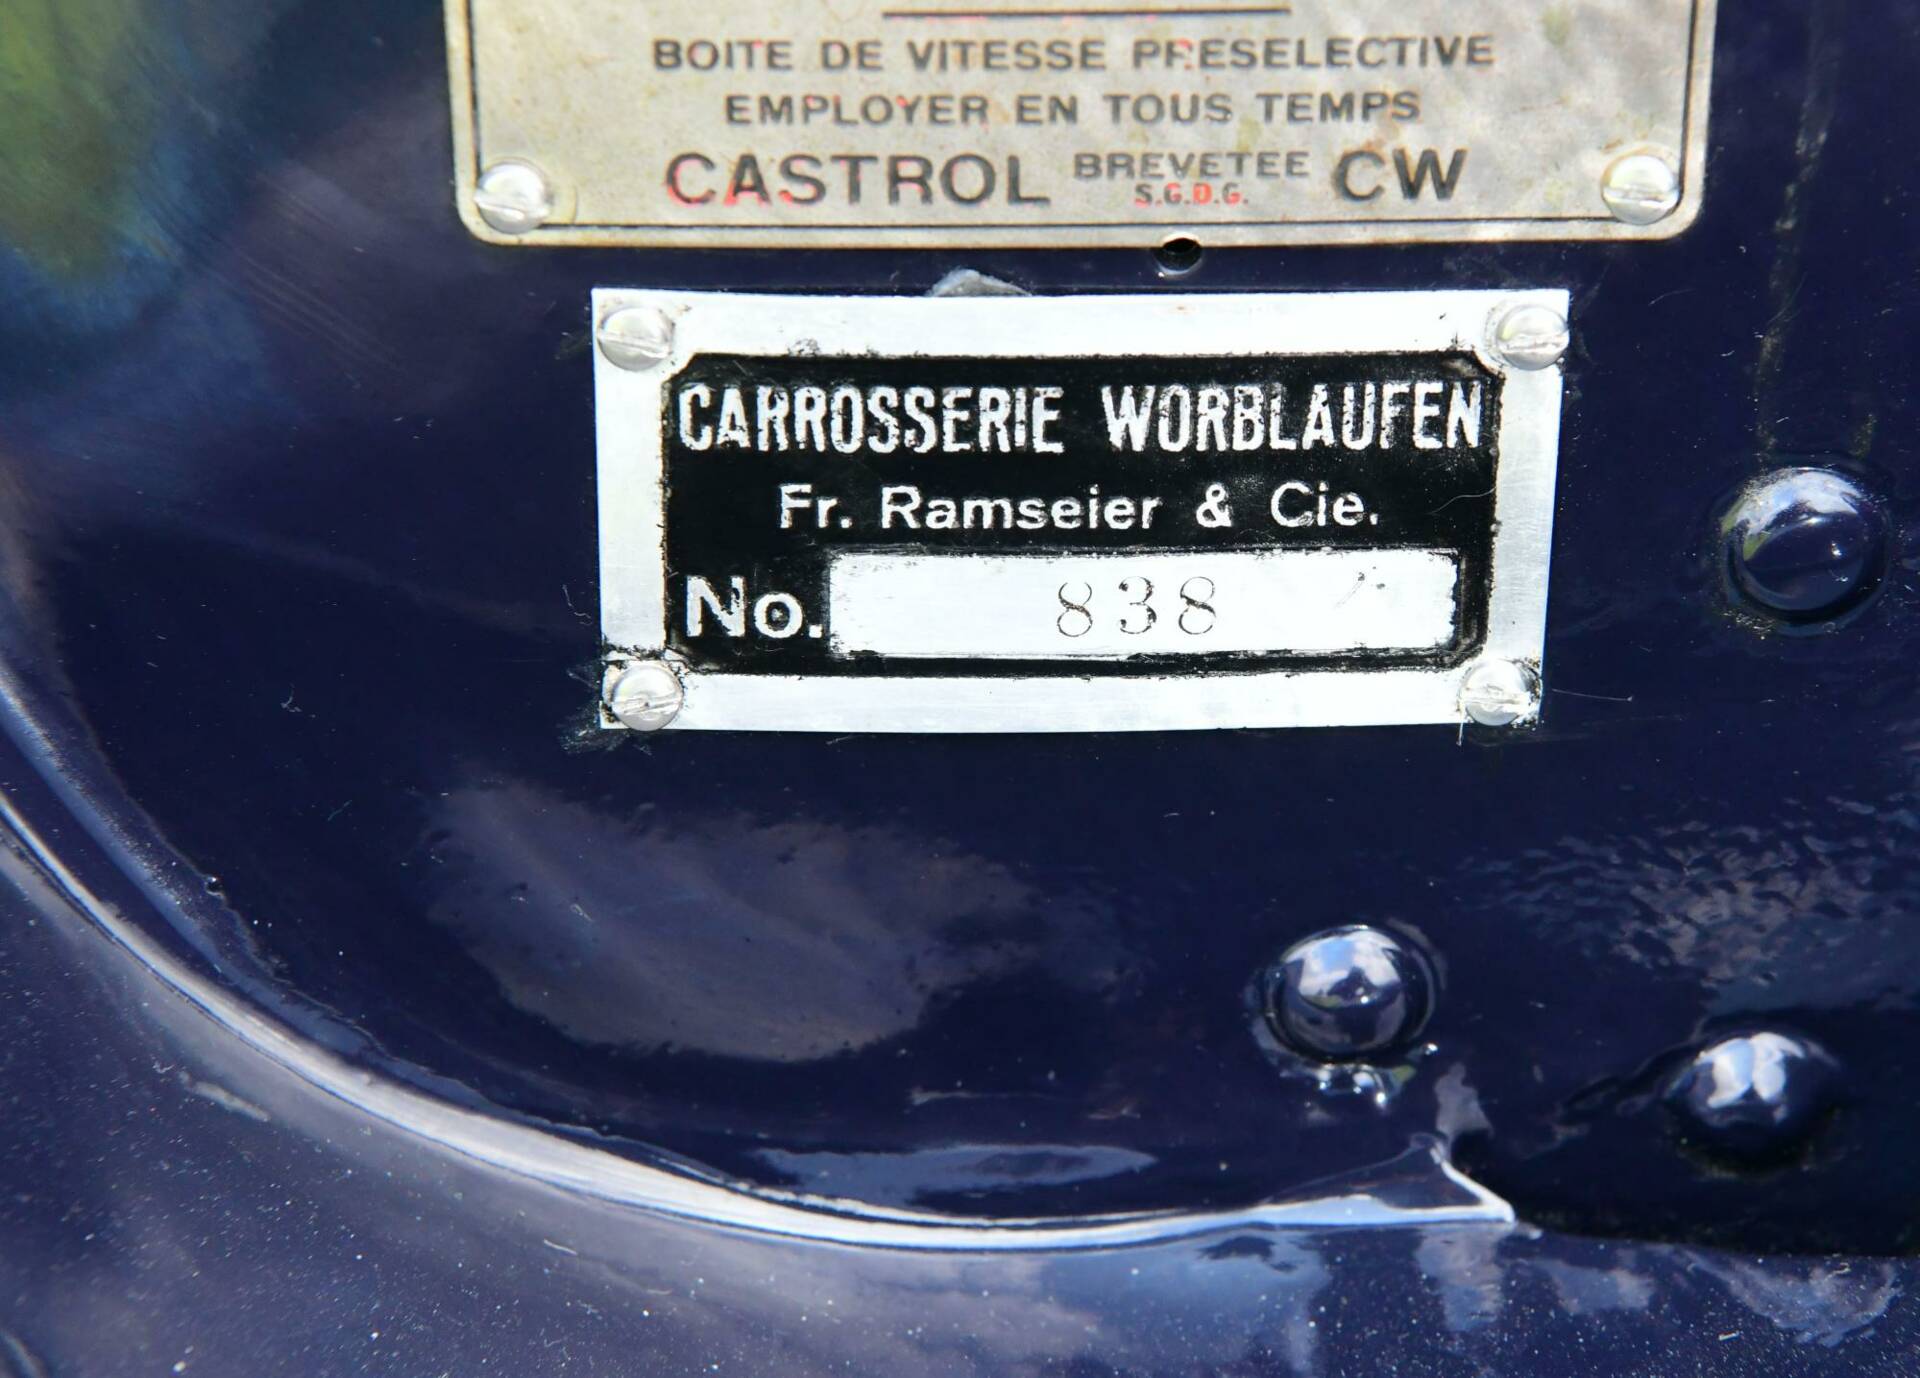 BOITE DE VITESSE PRESELECTIVE
EMPLOYER EN TOUS TEMPS
CASTROL BREVETEE S.G.D.G. CW
CARROSSERIE WORBLAUFEN
Fr. Ramseier & Cie.
No. 838